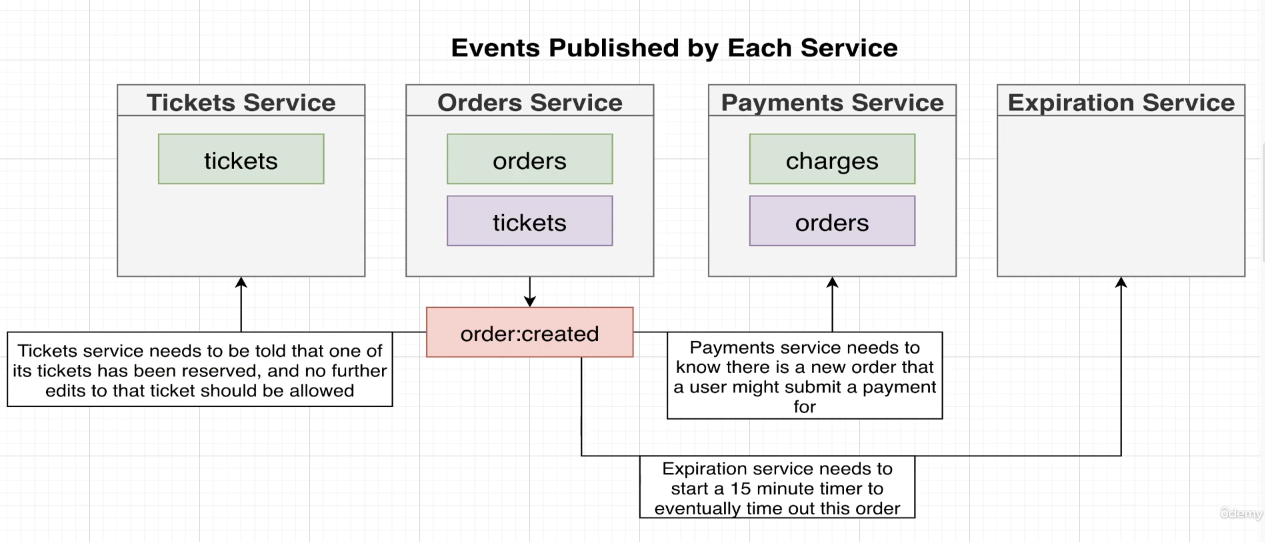 Events Published by Each Service
Tickets Service
tickets
Orders Service
orders
tickets
Payments Service
charges
orders
Expiration Service
order:created
Tickets service needs to be told that one of
its tickets has been reserved, and no further
edits to that ticket should be allowed
Payments service needs to
know there is a new order that
a user might submit a payment
for
Expiration service needs to
start a 15 minute timer to
eventually time out this order
ûdemy